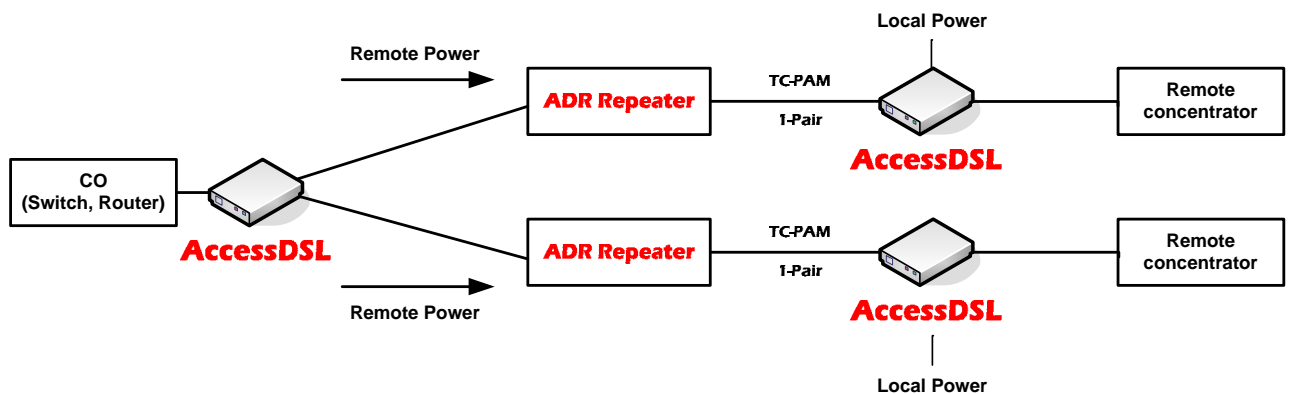 Local Power
Remote Power
ADR Repeater
TC-PAM
1-Pair
AccessDSL
Remote
concentrator
CO
(Switch, Router)
AccessDSL
ADR Repeater
TC-PAM
1-Pair
AccessDSL
Remote
concentrator
Remote Power
Local Power